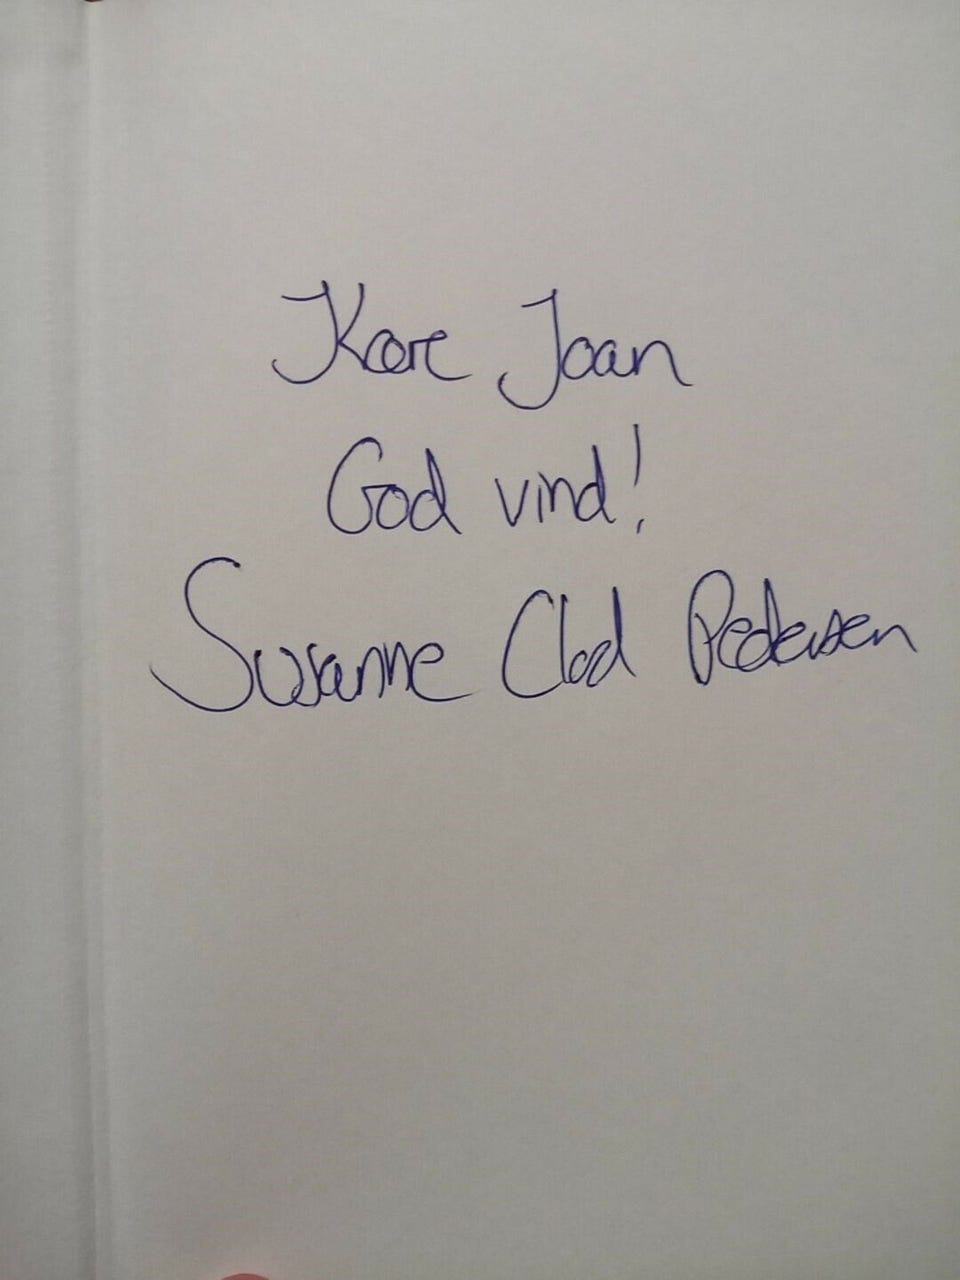 Kære Joan
God vind!
Susanne Clod Pedersen